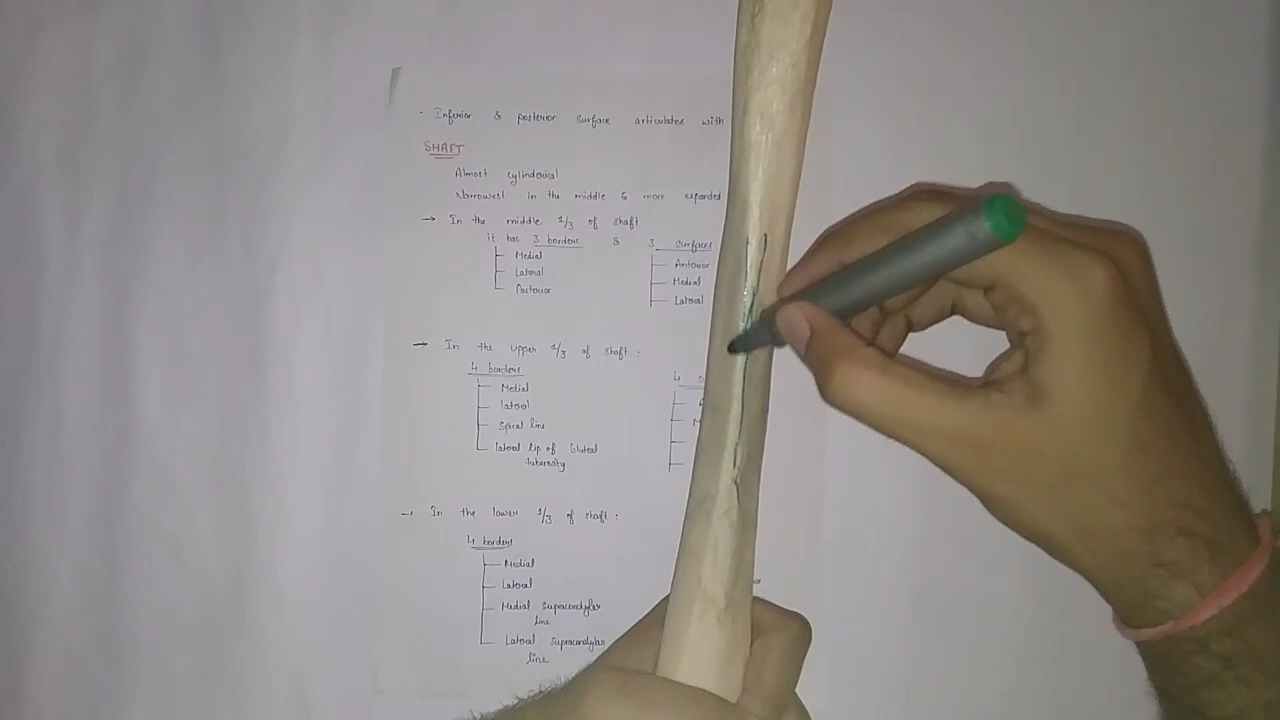 - Inferior & posterior surface articulates with
SHAFT
Almost cylinderical
Narrowest in the middle & more expanded
→ In the middle 1/3 of shaft
it has 3 borders & 3 surfaces
Medial
Lateral
Posterior
Anterior
Medial
Lateral
→ In the upper 1/3 of shaft :
4 borders
Medial
lateral
Spiral line
lateral lip of Gluteal
tuberosity
4
M
→ In the lower 1/3 of shaft :
4 borders
Medial
Lateral
Medial supracondylar
line
Lateral supracondylar
line
or